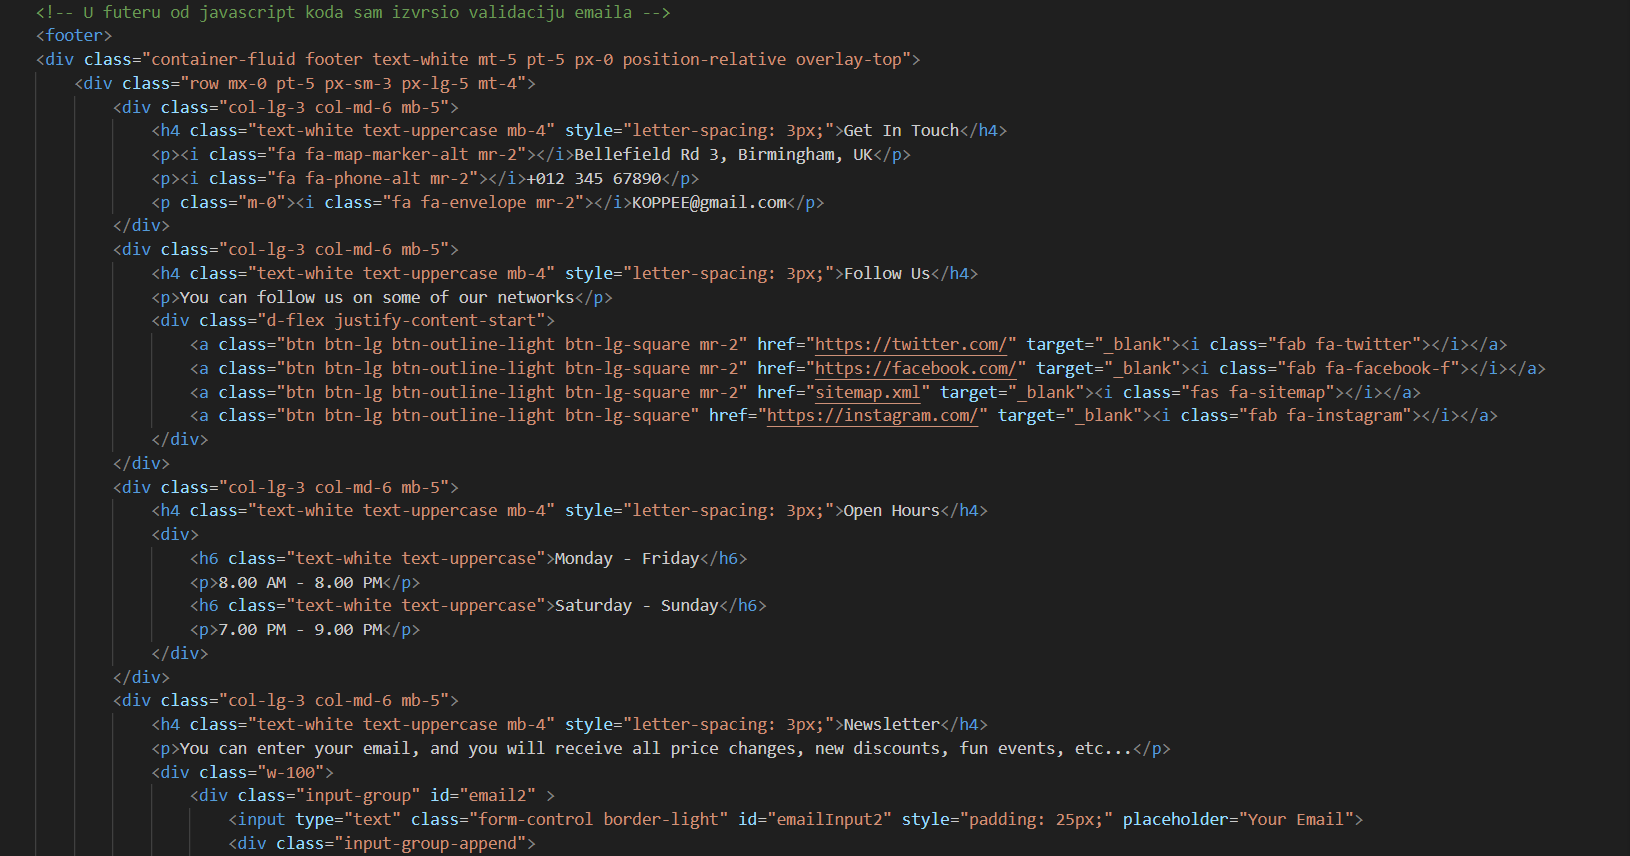 <!-- U futeru od javascript koda sam izvrsio validaciju emaila -->
<footer>
<div class="container-fluid footer text-white mt-5 pt-5 px-0 position-relative overlay-top">
<div class="row mx-0 pt-5 px-sm-3 px-lg-5 mt-4">
<div class="col-lg-3 col-md-6 mb-5">
<h4 class="text-white text-uppercase mb-4" style="letter-spacing: 3px;">Get In Touch</h4>
<p><i class="fa fa-map-marker-alt mr-2"></i>Bellefield Rd 3, Birmingham, UK</p>
<p><i class="fa fa-phone-alt mr-2"></i>+012 345 67890</p>
<p class="m-0"><i class="fa fa-envelope mr-2"></i>KOPPEE@gmail.com</p>
</div>
<div class="col-lg-3 col-md-6 mb-5">
<h4 class="text-white text-uppercase mb-4" style="letter-spacing: 3px;">Follow Us</h4>
<p>You can follow us on some of our networks</p>
<div class="d-flex justify-content-start">
<a class="btn btn-lg btn-outline-light btn-lg-square mr-2" href="https://twitter.com/" target="_blank"><i class="fab fa-twitter"></i></a>
<a class="btn btn-lg btn-outline-light btn-lg-square mr-2" href="https://facebook.com/" target="_blank"><i class="fab fa-facebook-f"></i></a>
<a class="btn btn-lg btn-outline-light btn-lg-square mr-2" href="sitemap.xml" target="_blank"><i class="fas fa-sitemap"></i></a>
<a class="btn btn-lg btn-outline-light btn-lg-square" href="https://instagram.com/" target="_blank"><i class="fab fa-instagram"></i></a>
</div>
</div>
<div class="col-lg-3 col-md-6 mb-5">
<h4 class="text-white text-uppercase mb-4" style="letter-spacing: 3px;">Open Hours</h4>
<div>
<h6 class="text-white text-uppercase">Monday - Friday</h6>
<p>8.00 AM - 8.00 PM</p>
<h6 class="text-white text-uppercase">Saturday - Sunday</h6>
<p>7.00 PM - 9.00 PM</p>
</div>
</div>
<div class="col-lg-3 col-md-6 mb-5">
<h4 class="text-white text-uppercase mb-4" style="letter-spacing: 3px;">Newsletter</h4>
<p>You can enter your email, and you will receive all price changes, new discounts, fun events, etc...</p>
<div class="w-100">
<div class="input-group" id="email2" >
<input type="text" class="form-control border-light" id="emailInput2" style="padding: 25px;" placeholder="Your Email">
<div class="input-group-append">